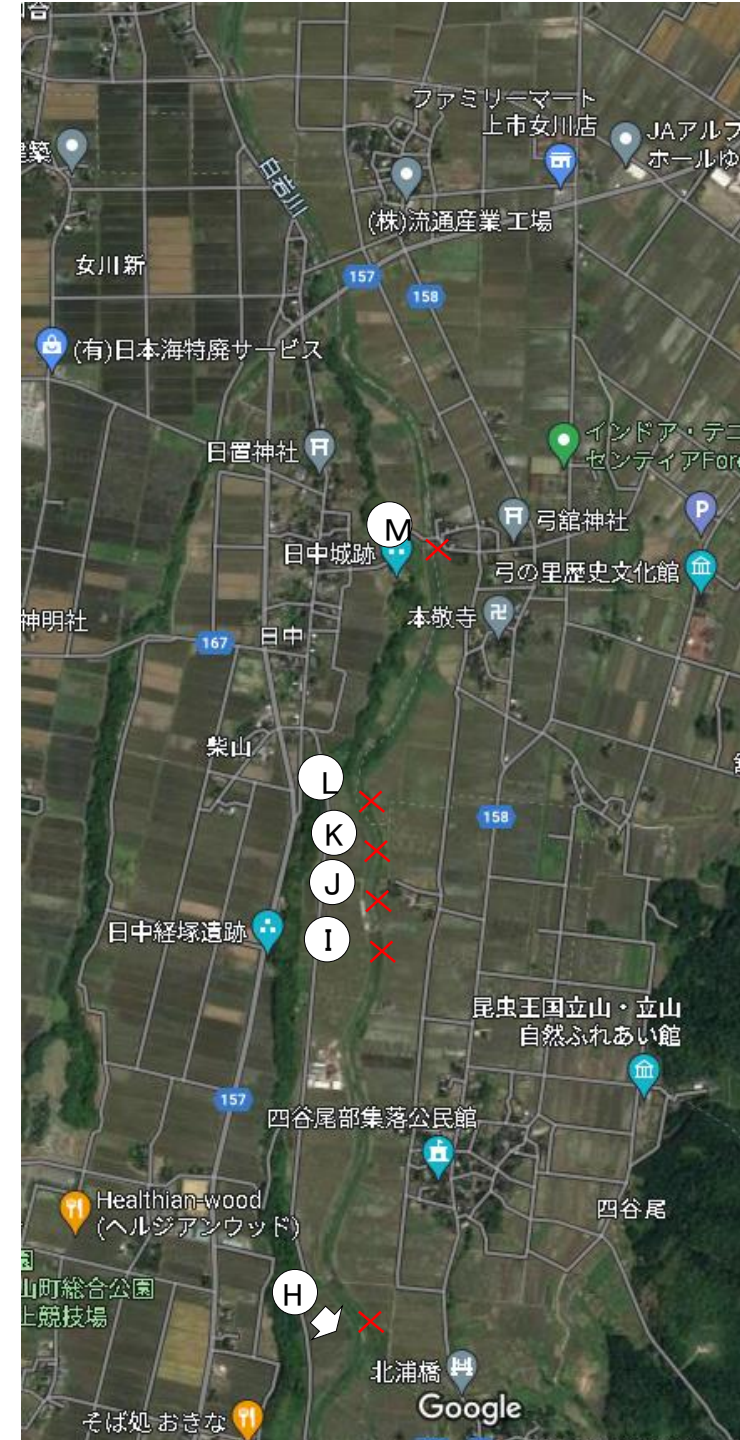 ファミリーマート
上市女川店
JAアルプ
ホールゆ
築
白岩川
(株)流通産業 工場
女川新
157
158
(有)日本海特廃サービス
インドア・テニ
センティアFore
日置神社
P
M
弓舘神社
日中城跡
弓の里歴史文化館
本敬寺
神明社
167
日中
柴山
L
158
K
J
日中経塚遺跡
I
昆虫王国立山・立山
自然ふれあい館
157
四谷尾部集落公民館
Healthian-wood
(ヘルジアンウッド)
四谷尾
山町総合公園
上競技場
H
北浦橋
Google
そば処 おきな